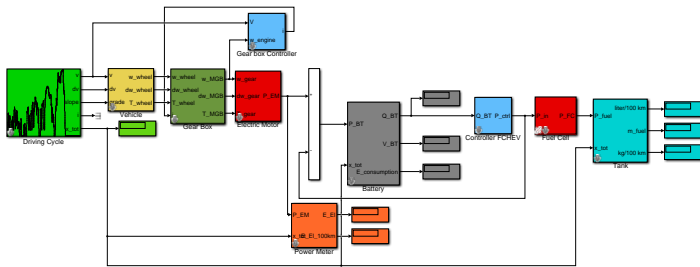 V
w_engine
i
Gear box Controller
v
dv
slope
i
x_tot
Driving Cycle
v
dv
grada
w_wheel
dw_wheel
T_wheel
Vehicle
w_wheel
dw_wheel
T_wheel
i
w_MGB
dw_MGB
T_MGB
Gear Box
w_gear
dw_gear
T_gear
P_EM
Electric Motor
+
-
P_BT
x_tot
Q_BT
V_BT
E_consumption
Battery
Q_BT
P_ctrl
Controller FCHEV
P_in
P_FC
Fuel Cell
P_fuel
x_tot
liter/100 km
m_fuel
kg/100 km
Tank
P_EM
x_tot
E_El
E_El_100km
Power Meter